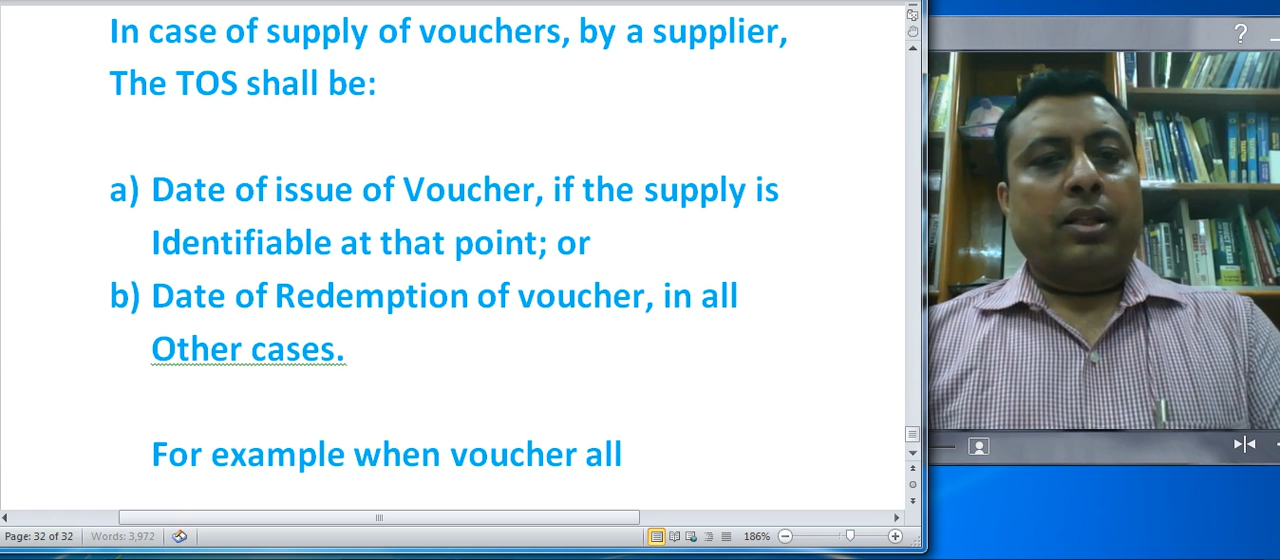 In case of supply of vouchers, by a supplier,
The TOS shall be:
a) Date of issue of Voucher, if the supply is
Identifiable at that point; or
b) Date of Redemption of voucher, in all
Other cases.
For example when voucher all
Page: 32 of 32 Words: 3,972 186%